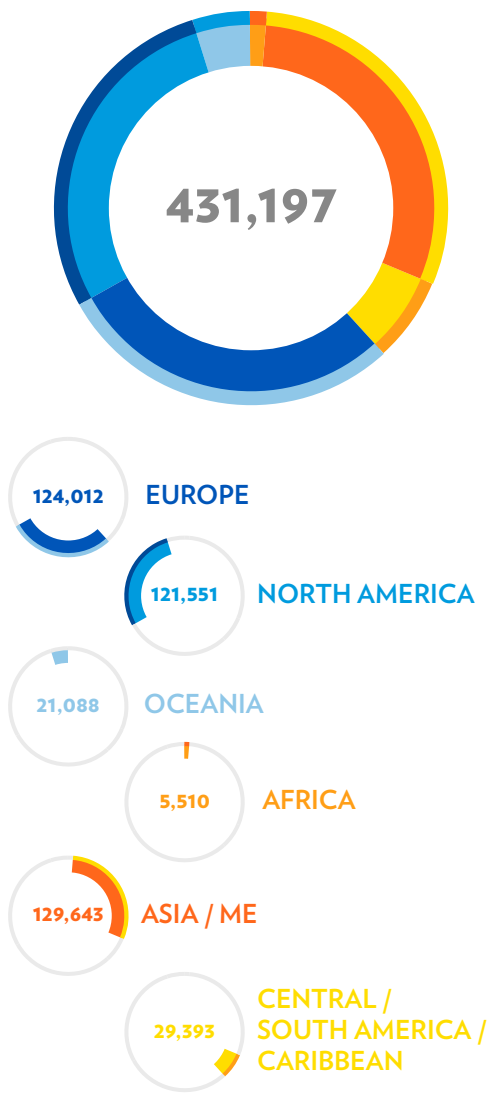 431,197
124,012
EUROPE
121,551
NORTH AMERICA
21,088
OCEANIA
5,510
AFRICA
129,643
ASIA / ME
29,393
CENTRAL /
SOUTH AMERICA /
CARIBBEAN